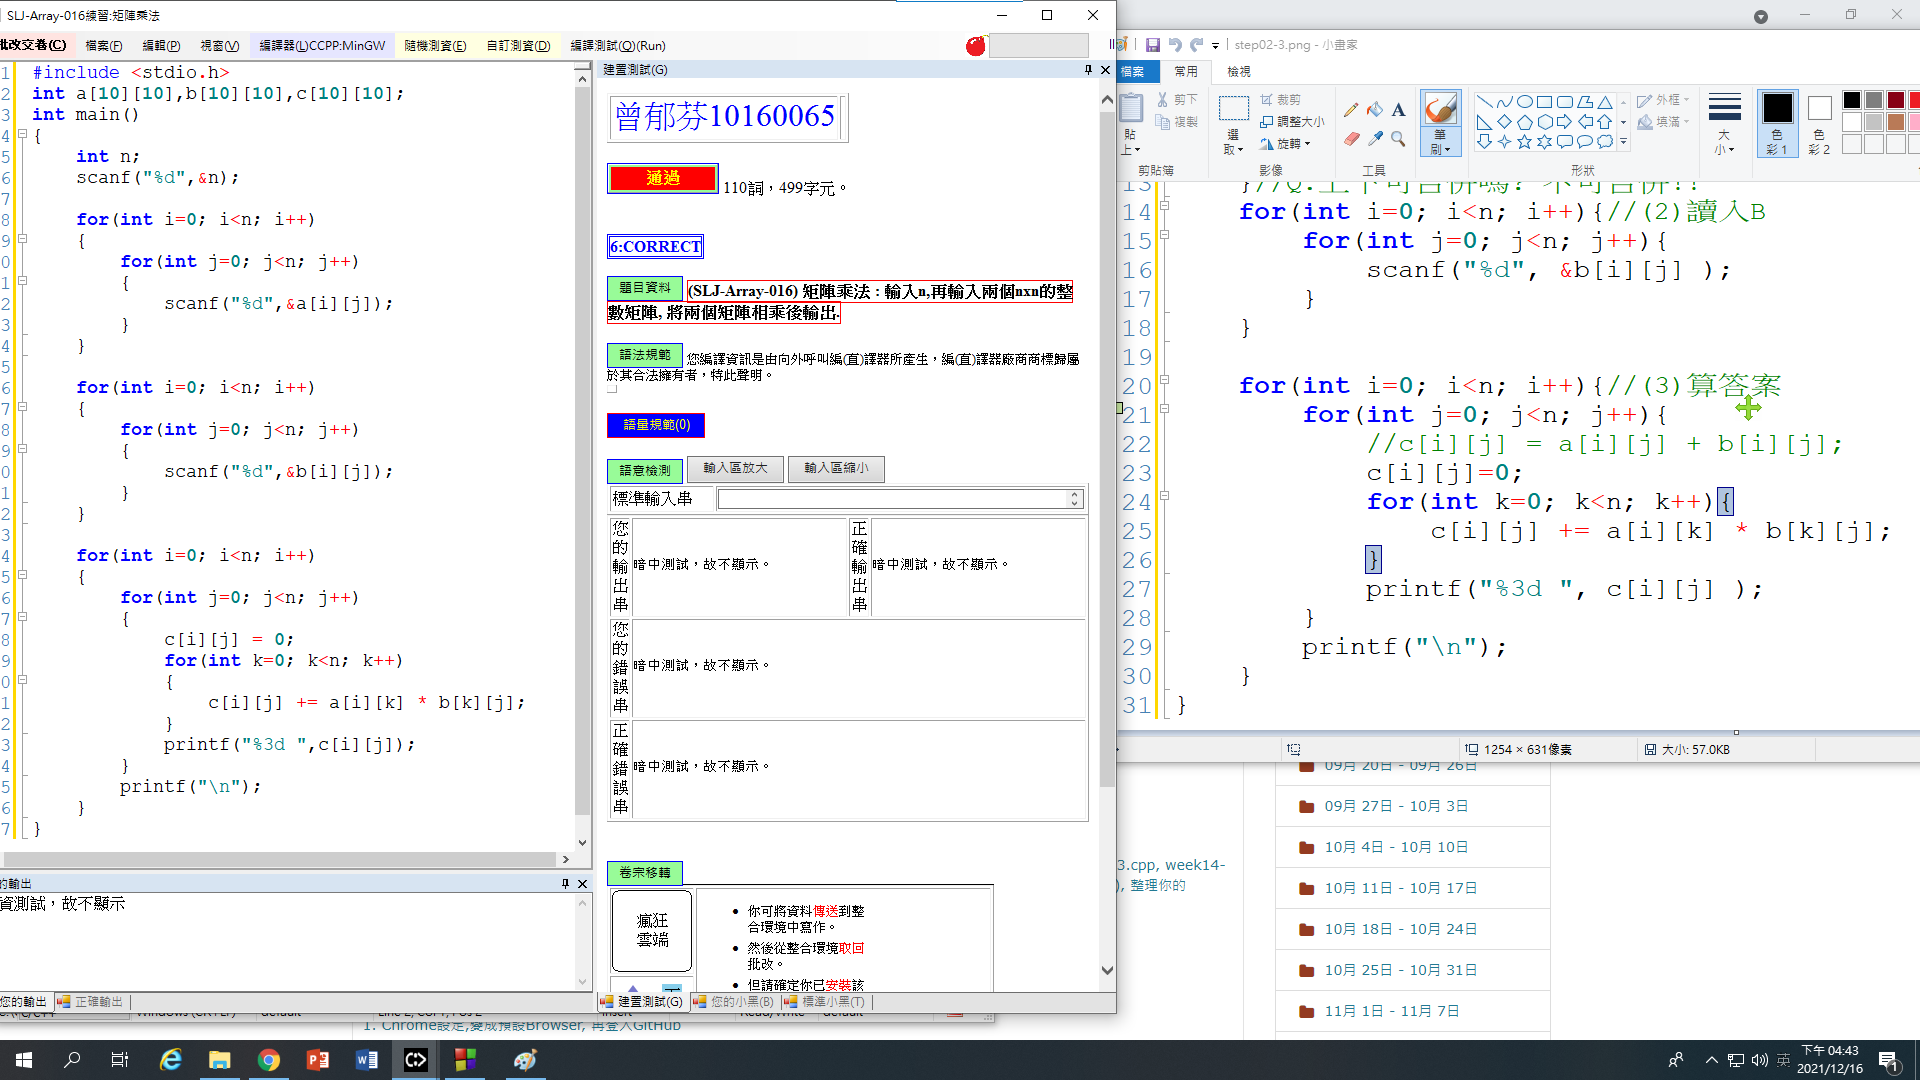 SLJ-Array-016練習:矩陣乘法
批改交卷(C) 檔案(F) 編輯(P) 視窗(V) 編譯器(L)CCPP:MinGW 隨機測資(E) 自訂測資(D) 編譯測試(Q)(Run)
1 #include <stdio.h>
2 int a[10][10],b[10][10],c[10][10];
3 int main()
4 {
5 int n;
6 scanf("%d",&n);
7
8 for(int i=0; i<n; i++)
9 {
0 for(int j=0; j<n; j++)
1 {
2 scanf("%d",&a[i][j]);
3 }
4 }
5
6 for(int i=0; i<n; i++)
7 {
8 for(int j=0; j<n; j++)
9 {
0 scanf("%d",&b[i][j]);
1 }
2 }
3
4 for(int i=0; i<n; i++)
5 {
6 for(int j=0; j<n; j++)
7 {
8 c[i][j] = 0;
9 for(int k=0; k<n; k++)
0 {
1 c[i][j] += a[i][k] * b[k][j];
2 }
3 printf("%3d ",c[i][j]);
4 }
5 printf("\n");
6 }
7 }
的輸出
資測試，故不顯示
您的輸出 正確輸出
建置測試(G)
曾郁芬10160065
通過 110詞，499字元。
6:CORRECT
題目資料 (SLJ-Array-016) 矩陣乘法 : 輸入n,再輸入兩個nxn的整
數矩陣, 將兩個矩陣相乘後輸出.
語法規範 您編譯資訊是由向外呼叫編(直)譯器所產生，編(直)譯器廠商商標歸屬
於其合法擁有者，特此聲明。
語量規範(0)
語意檢測 輸入區放大 輸入區縮小
標準輸入串
您的輸出串 暗中測試，故不顯示。 正確輸出串 暗中測試，故不顯示。
您的錯誤串 暗中測試，故不顯示。
正確錯誤串 暗中測試，故不顯示。
卷宗移轉
瘋狂
雲端
• 你可將資料傳送到整
合環境中寫作。
• 然後從整合環境取回
批改。
• 但請確定你已安裝該
建置測試(G) 您的小黑(B) 標準小黑(T)
step02-3.png - 小畫家
檔案 常用 檢視
貼上 剪下 複製 剪貼簿
選取 裁剪 調整大小 旋轉 影像
工具 筆刷 形狀 外框 填滿
大小 色彩 1 色彩 2
13 }//Q:上下可合併嗎? 不可合併!!
14 for(int i=0; i<n; i++){//(2)讀入B
15 for(int j=0; j<n; j++){
16 scanf("%d", &b[i][j] );
17 }
18 }
19
20 for(int i=0; i<n; i++){//(3)算答案
21 for(int j=0; j<n; j++){
22 //c[i][j] = a[i][j] + b[i][j];
23 c[i][j]=0;
24 for(int k=0; k<n; k++){
25 c[i][j] += a[i][k] * b[k][j];
26 }
27 printf("%3d ", c[i][j] );
28 }
29 printf("\n");
30 }
31 }
1254 × 631像素 大小: 57.0KB
09月 20日 - 09月 26日
09月 27日 - 10月 3日
10月 4日 - 10月 10日
10月 11日 - 10月 17日
10月 18日 - 10月 24日
10月 25日 - 10月 31日
11月 1日 - 11月 7日
3.cpp, week14-
), 整理你的
1. Chrome設定,變成預設Browser, 再登入GitHub
英 下午 04:43
2021/12/16
1